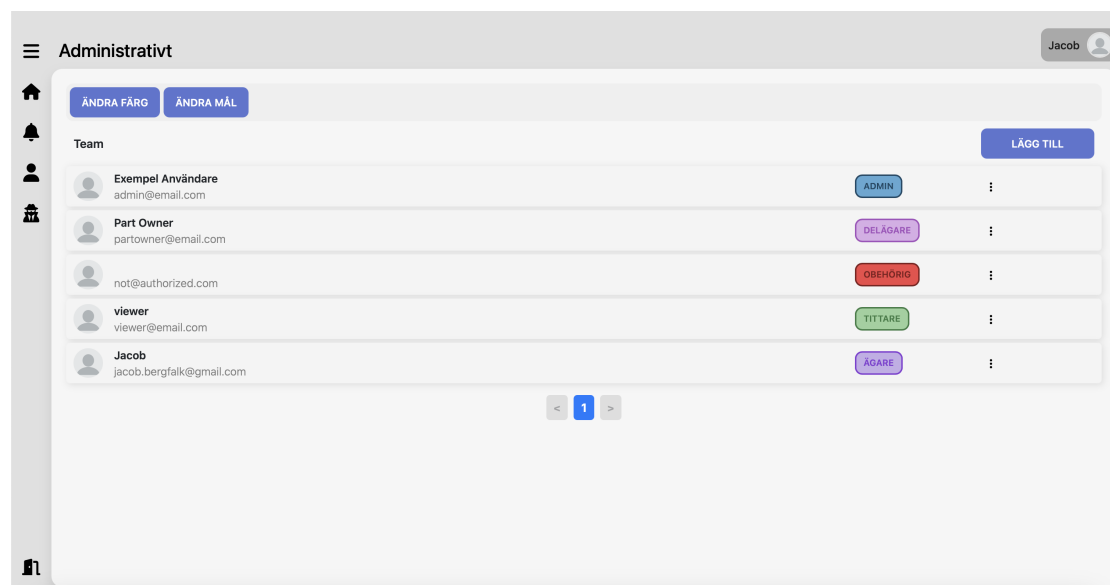 Administrativt
Jacob
ÄNDRA FÄRG
ÄNDRA MÅL
Team
LÄGG TILL
Exempel Användare
admin@email.com
ADMIN
Part Owner
partowner@email.com
DELÄGARE
not@authorized.com
OBEHÖRIG
viewer
viewer@email.com
TITTARE
Jacob
jacob.bergfalk@gmail.com
ÄGARE
< 1 >